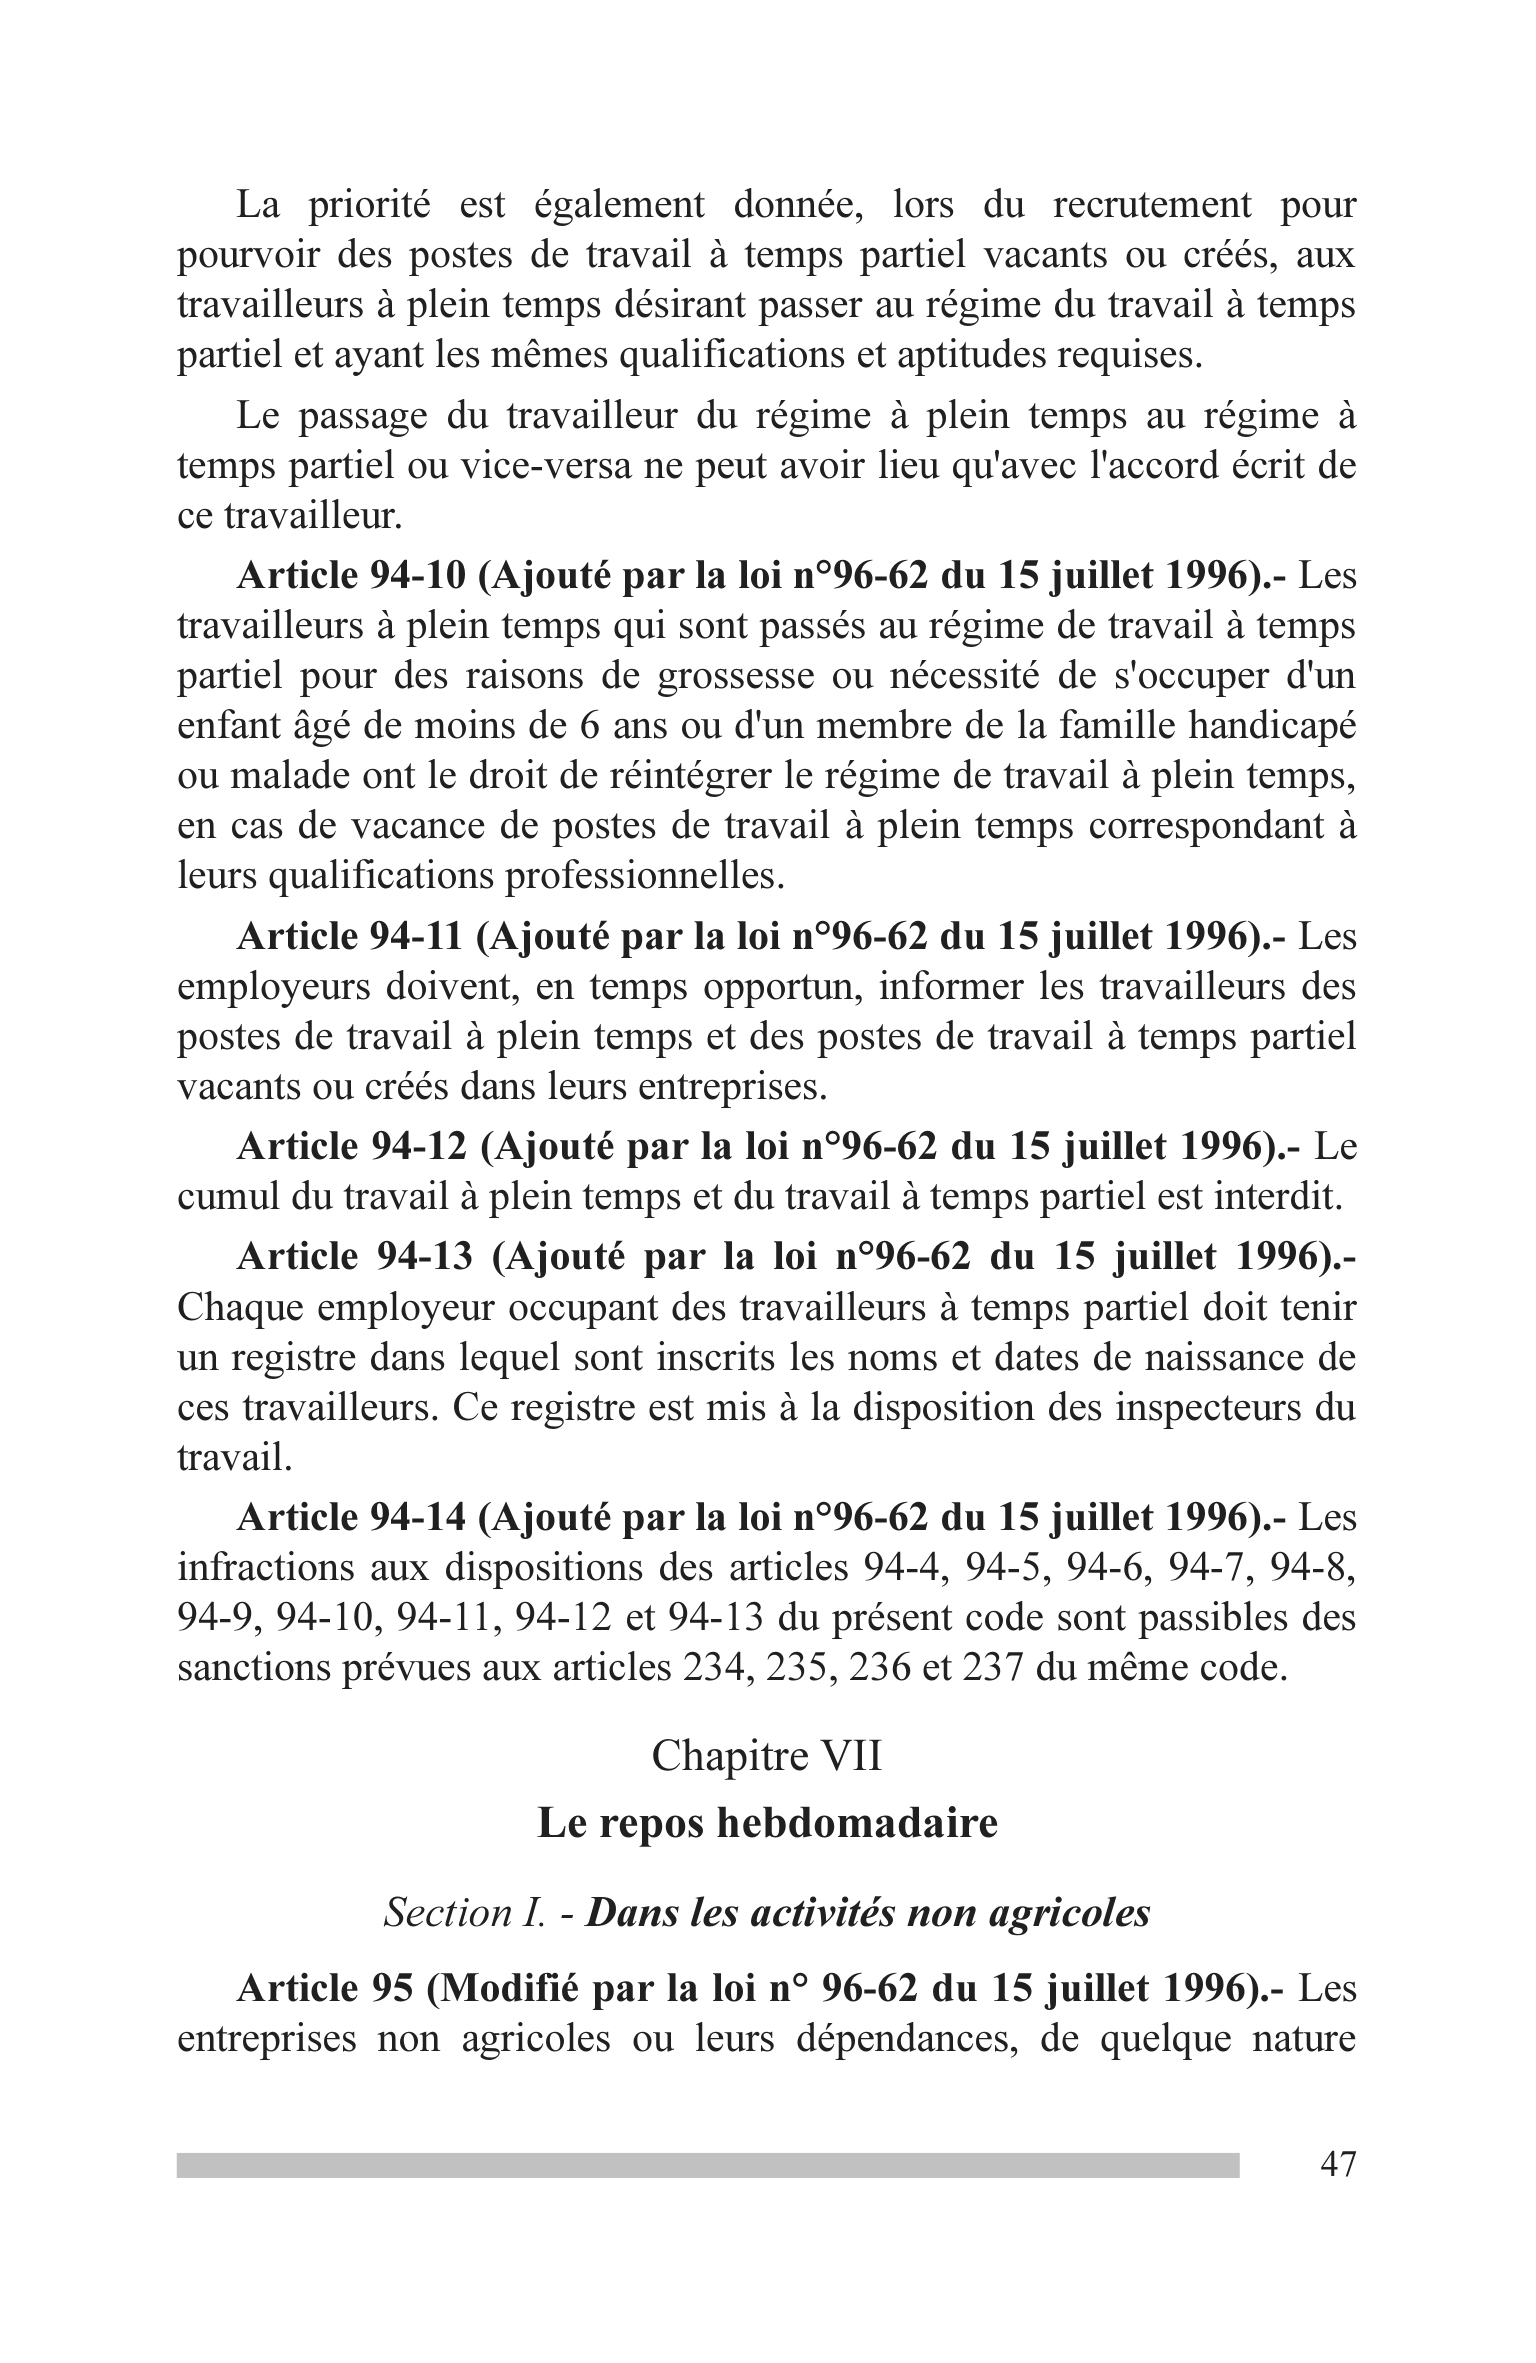 La priorité est également donnée, lors du recrutement pour
pourvoir des postes de travail à temps partiel vacants ou créés, aux
travailleurs à plein temps désirant passer au régime du travail à temps
partiel et ayant les mêmes qualifications et aptitudes requises.
Le passage du travailleur du régime à plein temps au régime à
temps partiel ou vice-versa ne peut avoir lieu qu'avec l'accord écrit de
ce travailleur.
Article 94-10 (Ajouté par la loi n°96-62 du 15 juillet 1996).- Les
travailleurs à plein temps qui sont passés au régime de travail à temps
partiel pour des raisons de grossesse ou nécessité de s'occuper d'un
enfant âgé de moins de 6 ans ou d'un membre de la famille handicapé
ou malade ont le droit de réintégrer le régime de travail à plein temps,
en cas de vacance de postes de travail à plein temps correspondant à
leurs qualifications professionnelles.
Article 94-11 (Ajouté par la loi n°96-62 du 15 juillet 1996).- Les
employeurs doivent, en temps opportun, informer les travailleurs des
postes de travail à plein temps et des postes de travail à temps partiel
vacants ou créés dans leurs entreprises.
Article 94-12 (Ajouté par la loi n°96-62 du 15 juillet 1996).- Le
cumul du travail à plein temps et du travail à temps partiel est interdit.
Article 94-13 (Ajouté par la loi n°96-62 du 15 juillet 1996).-
Chaque employeur occupant des travailleurs à temps partiel doit tenir
un registre dans lequel sont inscrits les noms et dates de naissance de
ces travailleurs. Ce registre est mis à la disposition des inspecteurs du
travail.
Article 94-14 (Ajouté par la loi n°96-62 du 15 juillet 1996).- Les
infractions aux dispositions des articles 94-4, 94-5, 94-6, 94-7, 94-8,
94-9, 94-10, 94-11, 94-12 et 94-13 du présent code sont passibles des
sanctions prévues aux articles 234, 235, 236 et 237 du même code.
Chapitre VII
Le repos hebdomadaire
Section I. - Dans les activités non agricoles
Article 95 (Modifié par la loi n° 96-62 du 15 juillet 1996).- Les
entreprises non agricoles ou leurs dépendances, de quelque nature
47